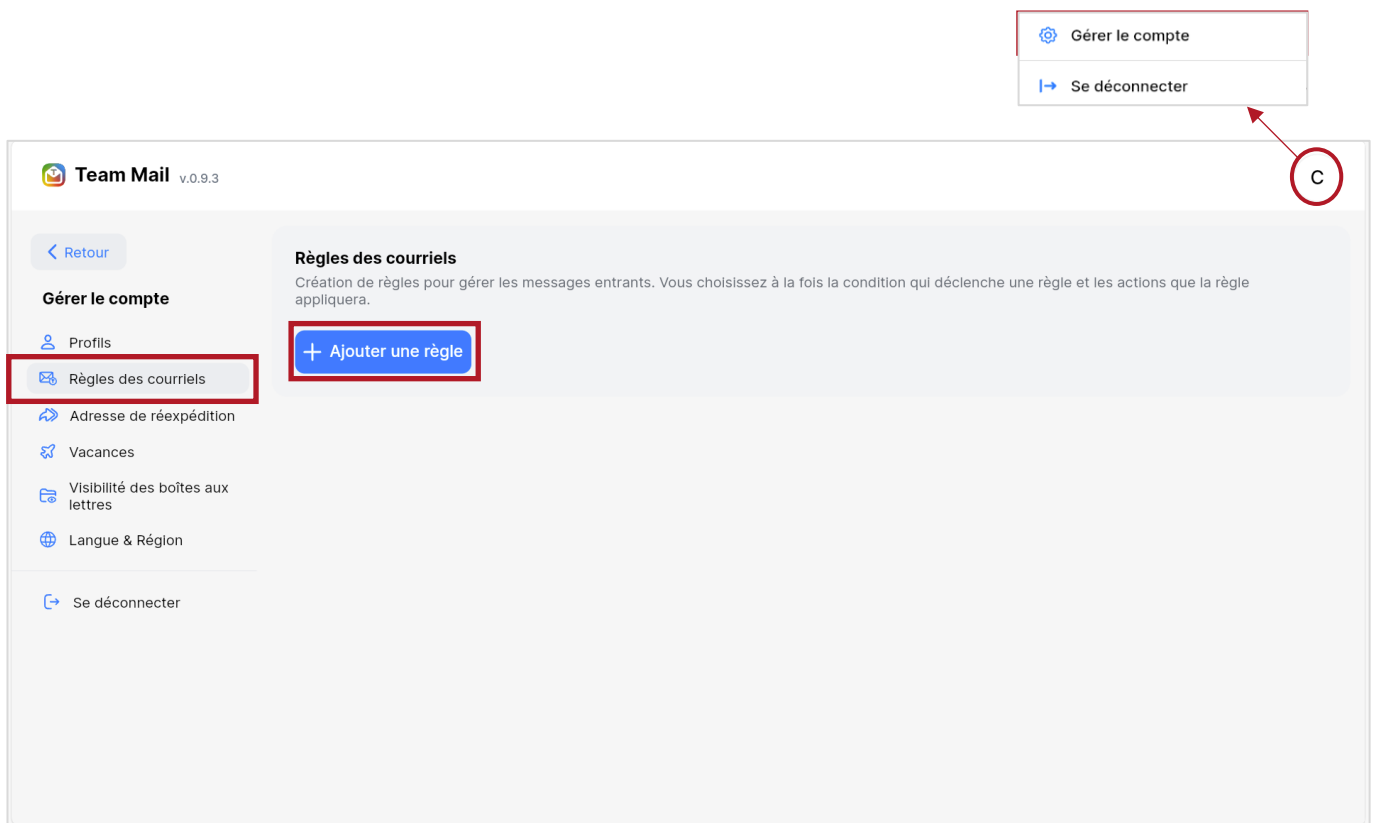 Gérer le compte
Se déconnecter
Team Mail v.0.9.3
C
Retour
Gérer le compte
Profils
Règles des courriels
Adresse de réexpédition
Vacances
Visibilité des boîtes aux
lettres
Langue & Région
Se déconnecter
Règles des courriels
Création de règles pour gérer les messages entrants. Vous choisissez à la fois la condition qui déclenche une règle et les actions que la règle
appliquera.
Ajouter une règle